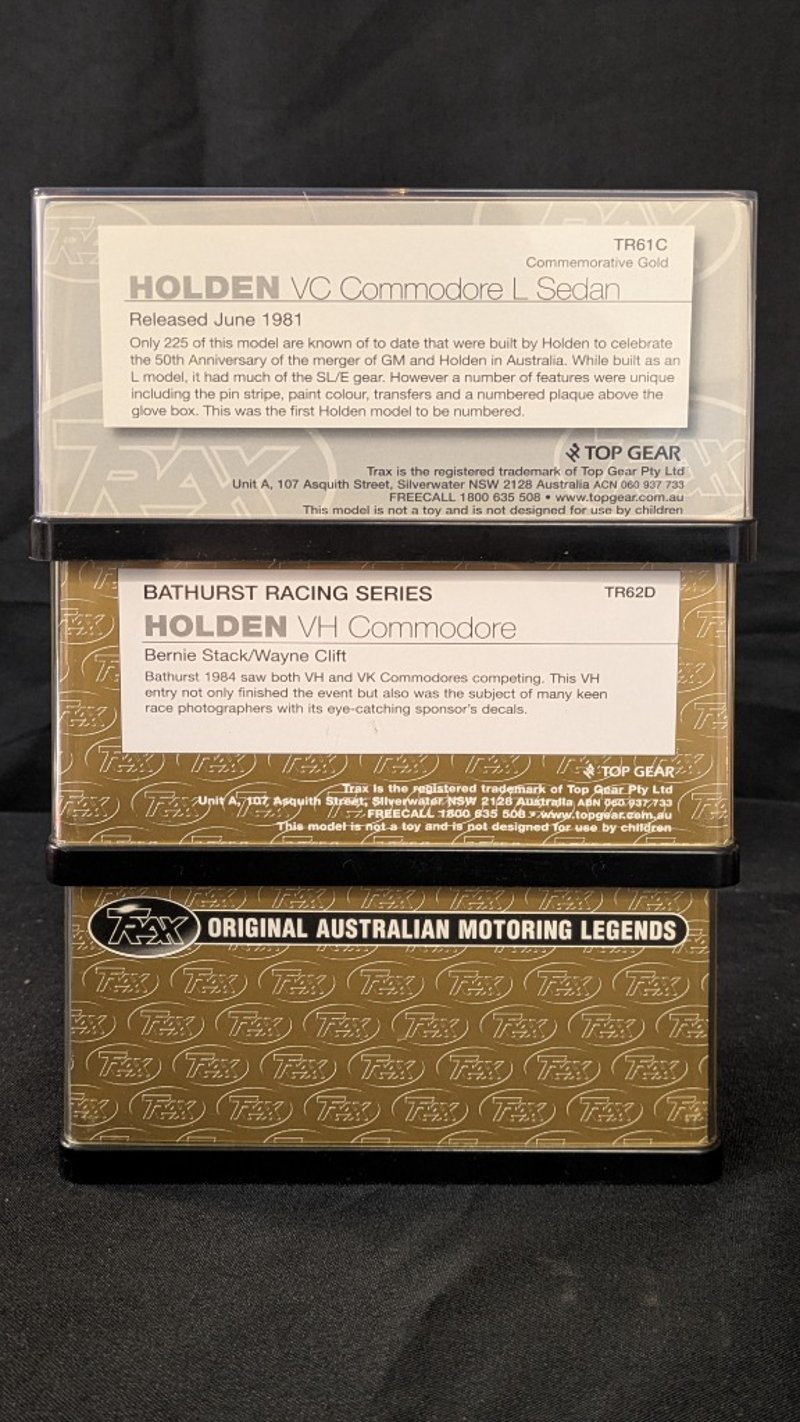 TR61C
Commemorative Gold
HOLDEN VC Commodore L Sedan
Released June 1981
Only 225 of this model are known of to date that were built by Holden to celebrate
the 50th Anniversary of the merger of GM and Holden in Australia. While built as an
L model, it had much of the SL/E gear. However a number of features were unique
including the pin stripe, paint colour, transfers and a numbered plaque above the
glove box. This was the first Holden model to be numbered.
TOP GEAR
Trax is the registered trademark of Top Gear Pty Ltd
Unit A, 107 Asquith Street, Silverwater NSW 2128 Australia ACN 060 937 733
FREECALL 1800 635 508 • www.topgear.com.au
This model is not a toy and is not designed for use by children
BATHURST RACING SERIES TR62D
HOLDEN VH Commodore
Bernie Stack/Wayne Clift
Bathurst 1984 saw both VH and VK Commodores competing. This VH
entry not only finished the event but also was the subject of many keen
race photographers with its eye-catching sponsor's decals.
TOP GEAR
Trax is the registered trademark of Top Gear Pty Ltd
Unit A, 107 Asquith Street, Silverwater NSW 2128 Australia ABN 060 937 733
FREECALL 1800 635 508 • www.topgear.com.au
This model is not a toy and is not designed for use by children
TRAX ORIGINAL AUSTRALIAN MOTORING LEGENDS